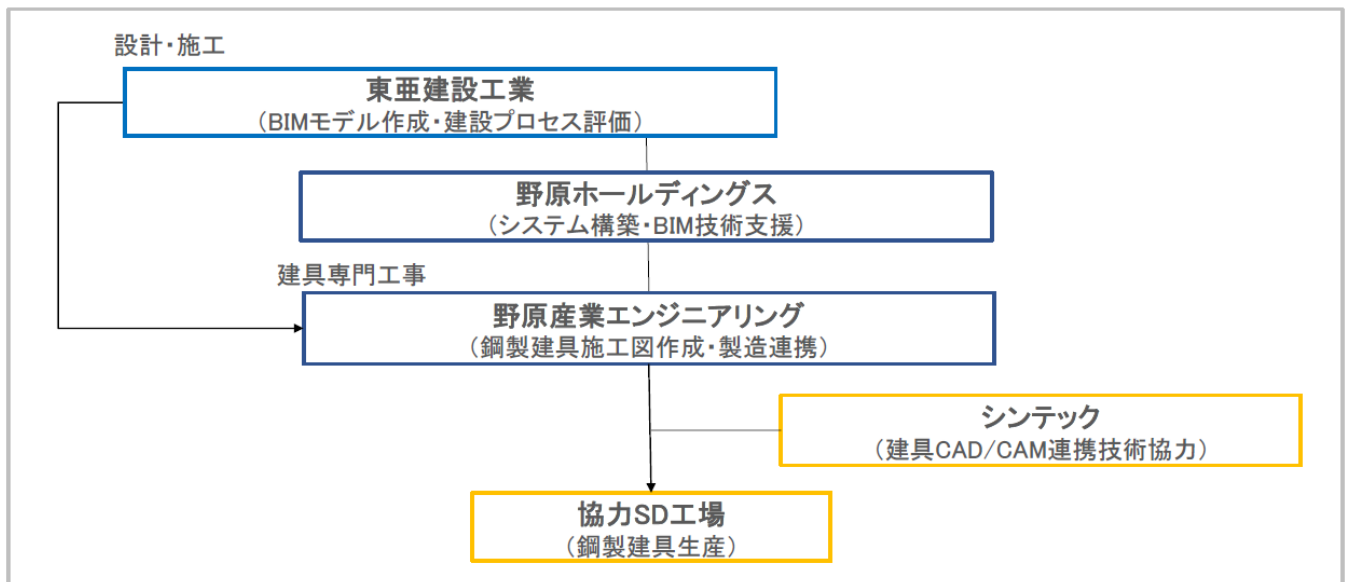 設計・施工
東亜建設工業
（BIMモデル作成・建設プロセス評価）
野原ホールディングス
（システム構築・BIM技術支援）
建具専門工事
野原産業エンジニアリング
（鋼製建具施工図作成・製造連携）
シンテック
（建具CAD/CAM連携技術協力）
協力SD工場
（鋼製建具生産）